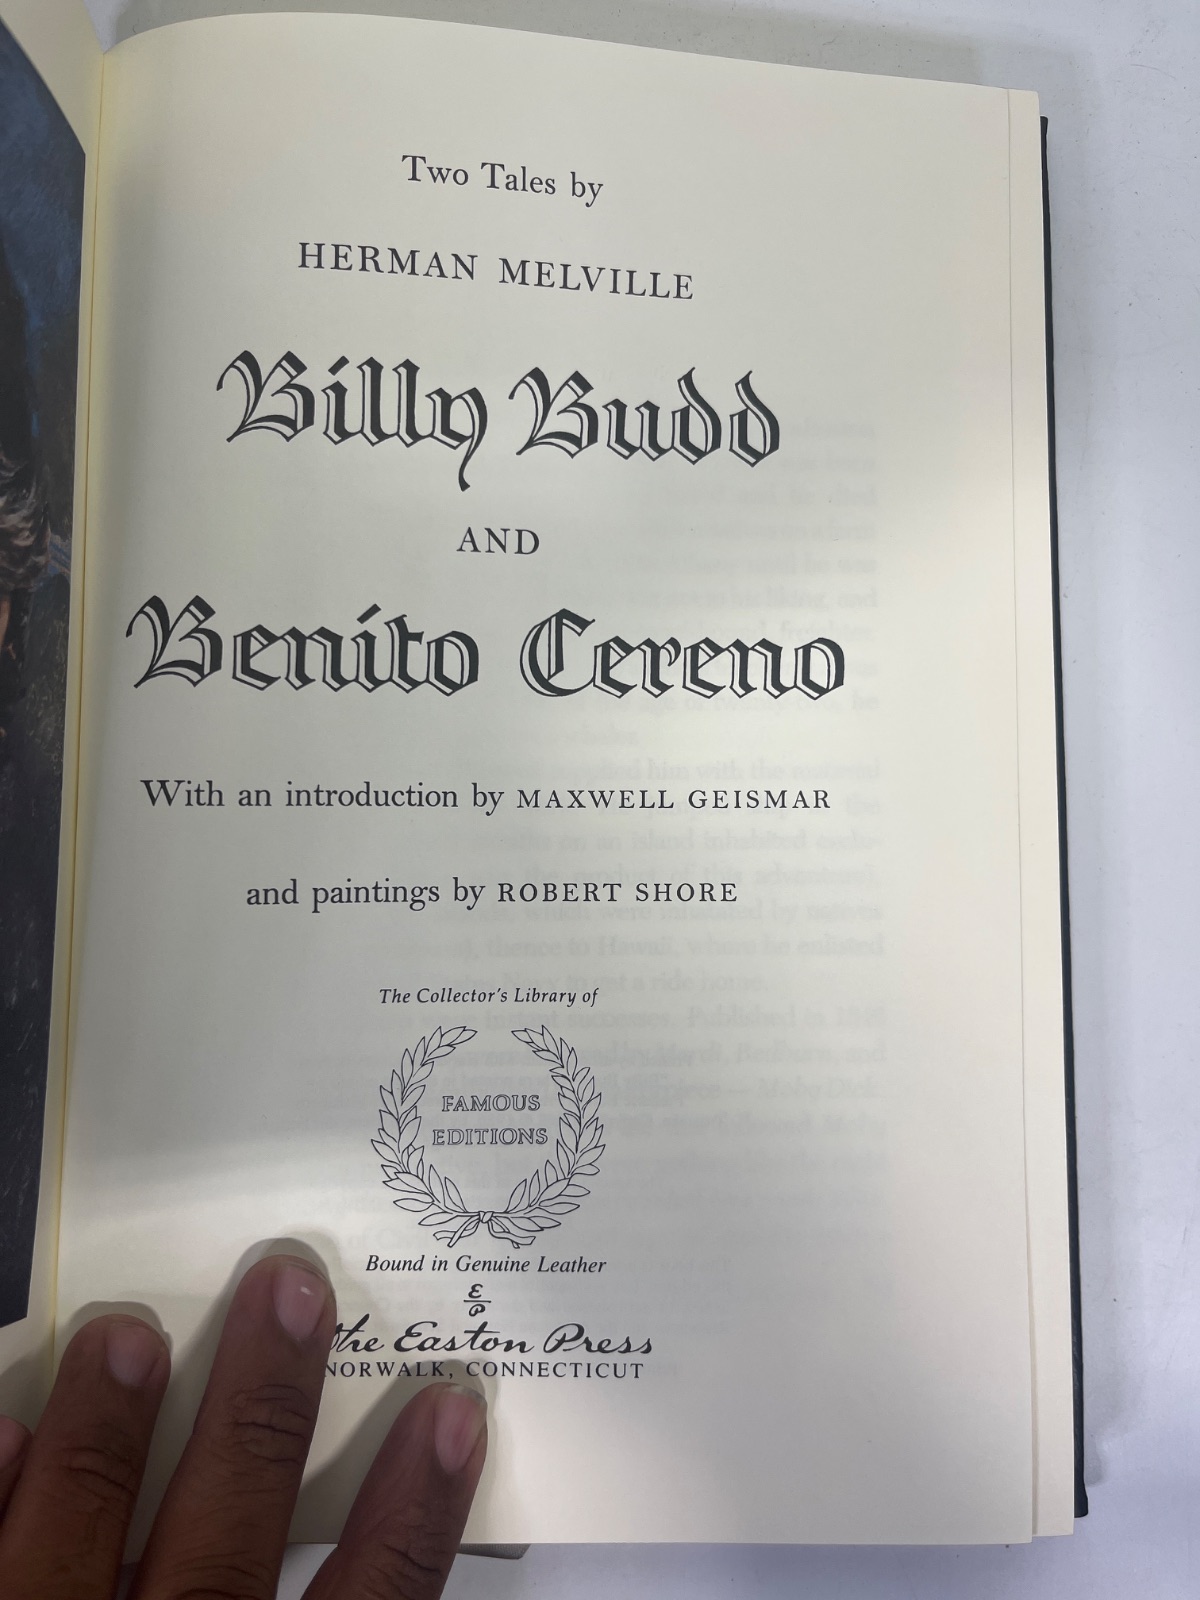 Two Tales by
HERMAN MELVILLE
Billy Budd
AND
Benito Cereno
With an introduction by MAXWELL GEISMAR
and paintings by ROBERT SHORE
The Collector's Library of
FAMOUS
EDITIONS
Bound in Genuine Leather
E
P
The Easton Press
NORWALK, CONNECTICUT